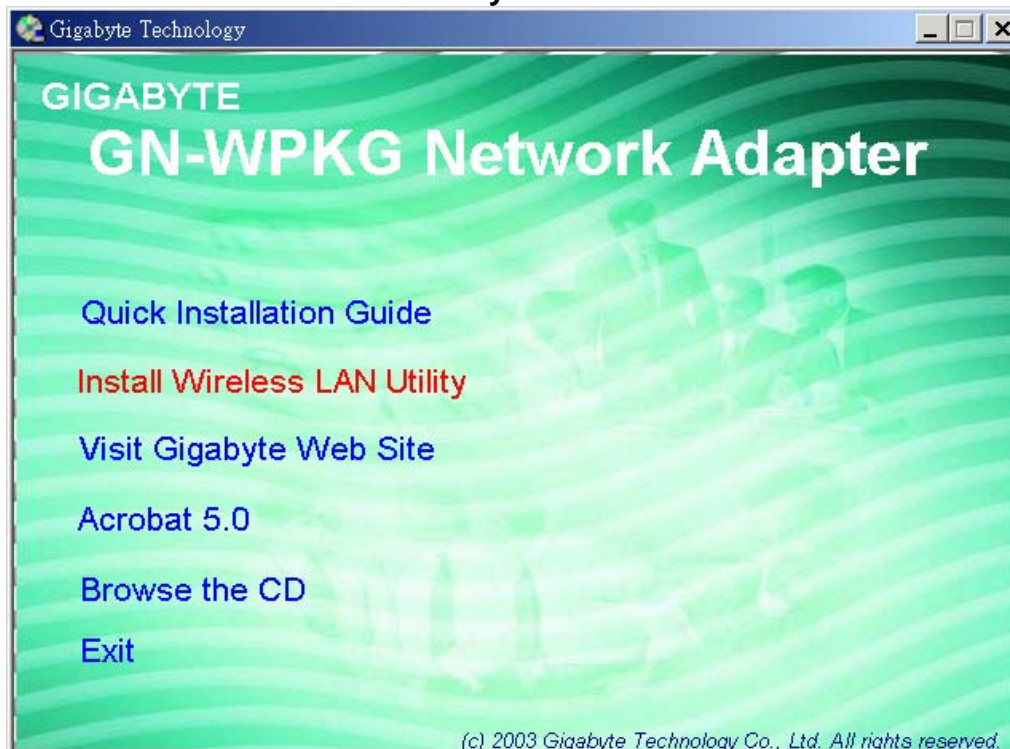 Gigabyte Technology
GIGABYTE
GN-WPKG Network Adapter
Quick Installation Guide
Install Wireless LAN Utility
Visit Gigabyte Web Site
Acrobat 5.0
Browse the CD
Exit
(c) 2003 Gigabyte Technology Co., Ltd. All rights reserved.